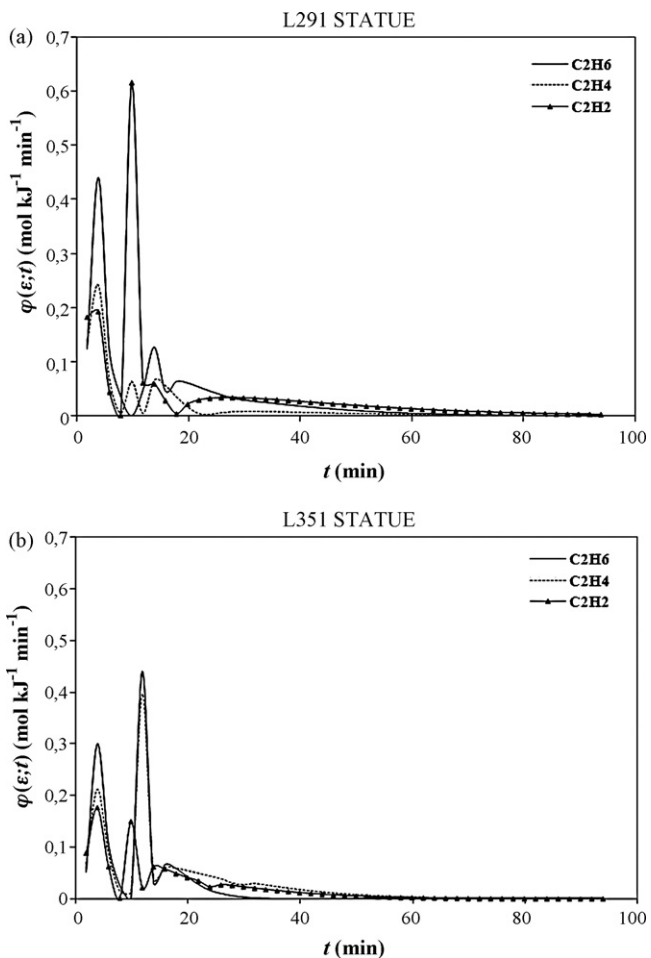 (a)
L291 STATUE
0,7
0,6
0,5
0,4
0,3
0,2
0,1
0
φ(ε;t) (mol kJ⁻¹ min⁻¹)
C2H6
C2H4
C2H2
0 20 40 60 80 100
t (min)
(b)
L351 STATUE
0,7
0,6
0,5
0,4
0,3
0,2
0,1
0
φ(ε;t) (mol kJ⁻¹ min⁻¹)
C2H6
C2H4
C2H2
0 20 40 60 80 100
t (min)